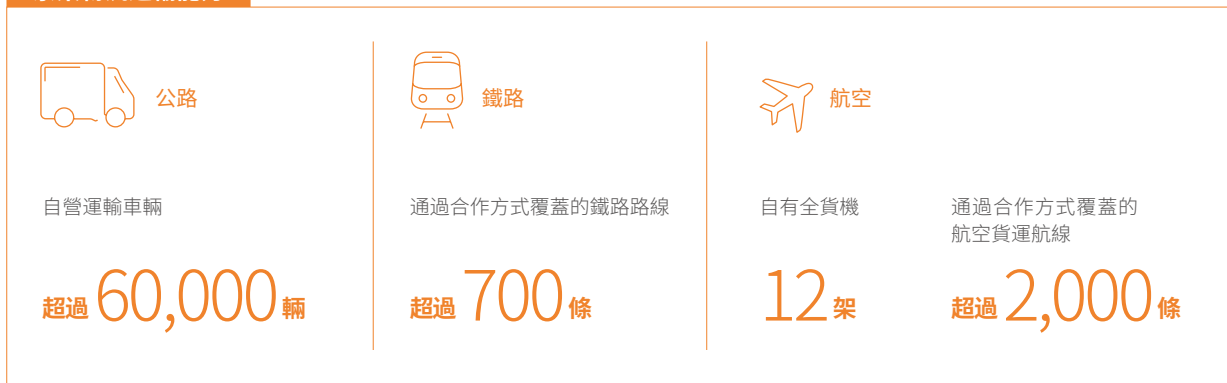 公路
自營運輸車輛
超過 60,000 輛
鐵路
通過合作方式覆蓋的鐵路路線
超過 700 條
航空
自有全貨機
12 架
通過合作方式覆蓋的
航空貨運航線
超過 2,000 條